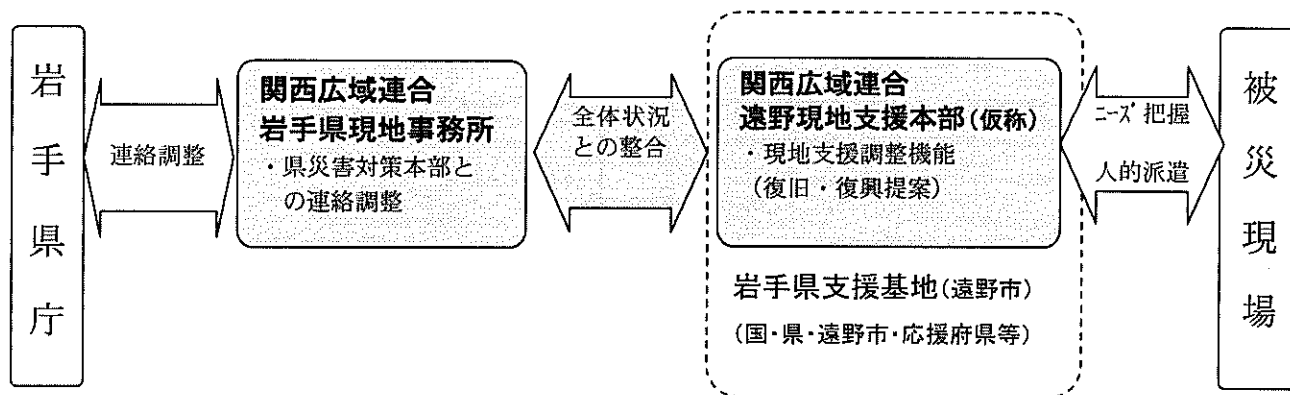 岩手県庁
連絡調整
関西広域連合
岩手県現地事務所
・県災害対策本部と
の連絡調整
全体状況
との整合
関西広域連合
遠野現地支援本部(仮称)
・現地支援調整機能
(復旧・復興提案)
岩手県支援基地(遠野市)
(国・県・遠野市・応援府県等)
ニーズ把握
人的派遣
被災現場